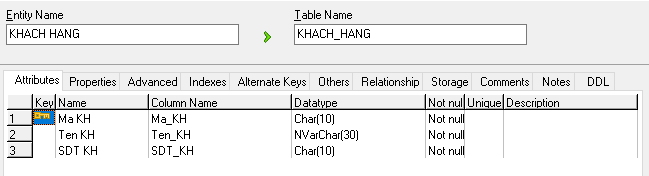 Entity Name Table Name
KHACH HANG KHACH_HANG
Attributes Properties Advanced Indexes Alternate Keys Others Relationship Storage Comments Notes DDL
Key Name Column Name Datatype Not nul Unique Description
1 Ma KH Ma_KH Char(10) Not null
2 Ten KH Ten_KH NVarChar(30) Not null
3 SDT KH SDT_KH Char(10) Not null